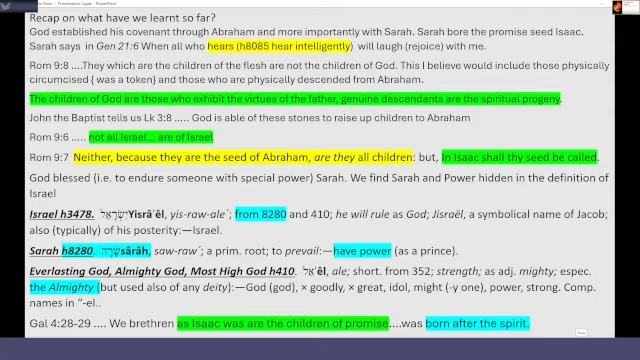 Recap on what have we learnt so far?
God established his covenant through Abraham and more importantly with Sarah. Sarah bore the promise seed Isaac.
Sarah says in Gen 21:6 When all who hears (h8085 hear intelligently) will laugh (rejoice) with me.
Rom 9:8 ....They which are the children of the flesh are not the children of God. This I believe would include those physically
circumcised { was a token} and those who are physically descended from Abraham.
The children of God are those who exhibit the virtues of the father, genuine descendants are the spiritual progeny.
John the Baptist tells us Lk 3:8 ..... God is able of these stones to raise up children to Abraham
Rom 9:6 ..... not all Israel... are of Israel
Rom 9:7 Neither, because they are the seed of Abraham, are they all children: but, In Isaac shall thy seed be called.
God blessed (i.e. to endure someone with special power) Sarah. We find Sarah and Power hidden in the definition of
Israel
Israel h3478. יִשְׂרָאֵל Yisrâʼêl, yis-raw-ale´; from 8280 and 410; he will rule as God; Jisraël, a symbolical name of Jacob;
also (typically) of his posterity:—Israel.
Sarah h8280. שָׂרָה sârâh, saw-raw´; a prim. root; to prevail:—have power (as a prince).
Everlasting God, Almighty God, Most High God h410. אֵל ʼêl, ale; short. from 352; strength; as adj. mighty; espec.
the Almighty (but used also of any deity):—God (god), × goodly, × great, idol, might (-y one), power, strong. Comp.
names in “-el..
Gal 4:28-29 .... We brethren as Isaac was are the children of promise....was born after the spirit.